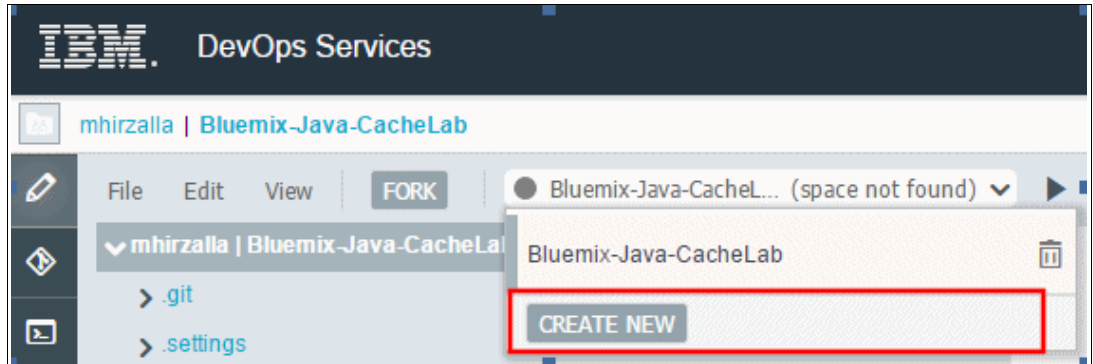 IBM. DevOps Services
mhirzalla | Bluemix-Java-CacheLab
File Edit View FORK Bluemix-Java-CacheL... (space not found)
mhirzalla | Bluemix-Java-CacheLa
Bluemix-Java-CacheLab
.git
CREATE NEW
.settings